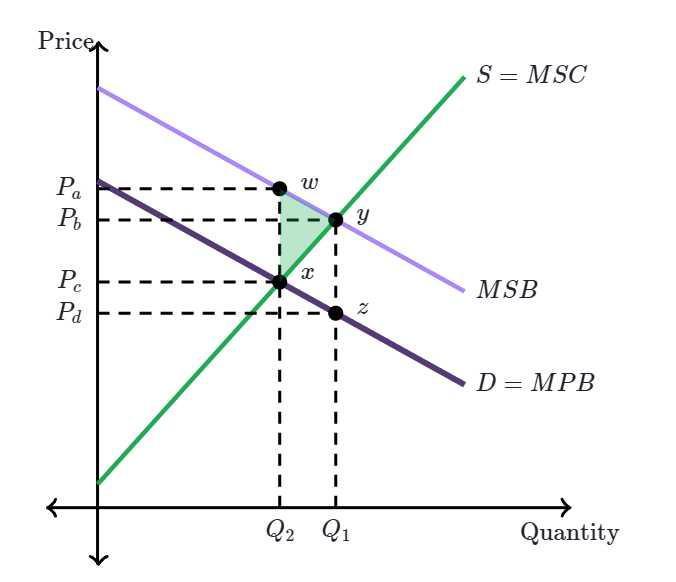 Price
S = MSC
P_a
w
P_b
y
P_c
x
MSB
P_d
z
D = MPB
Q_2
Q_1
Quantity